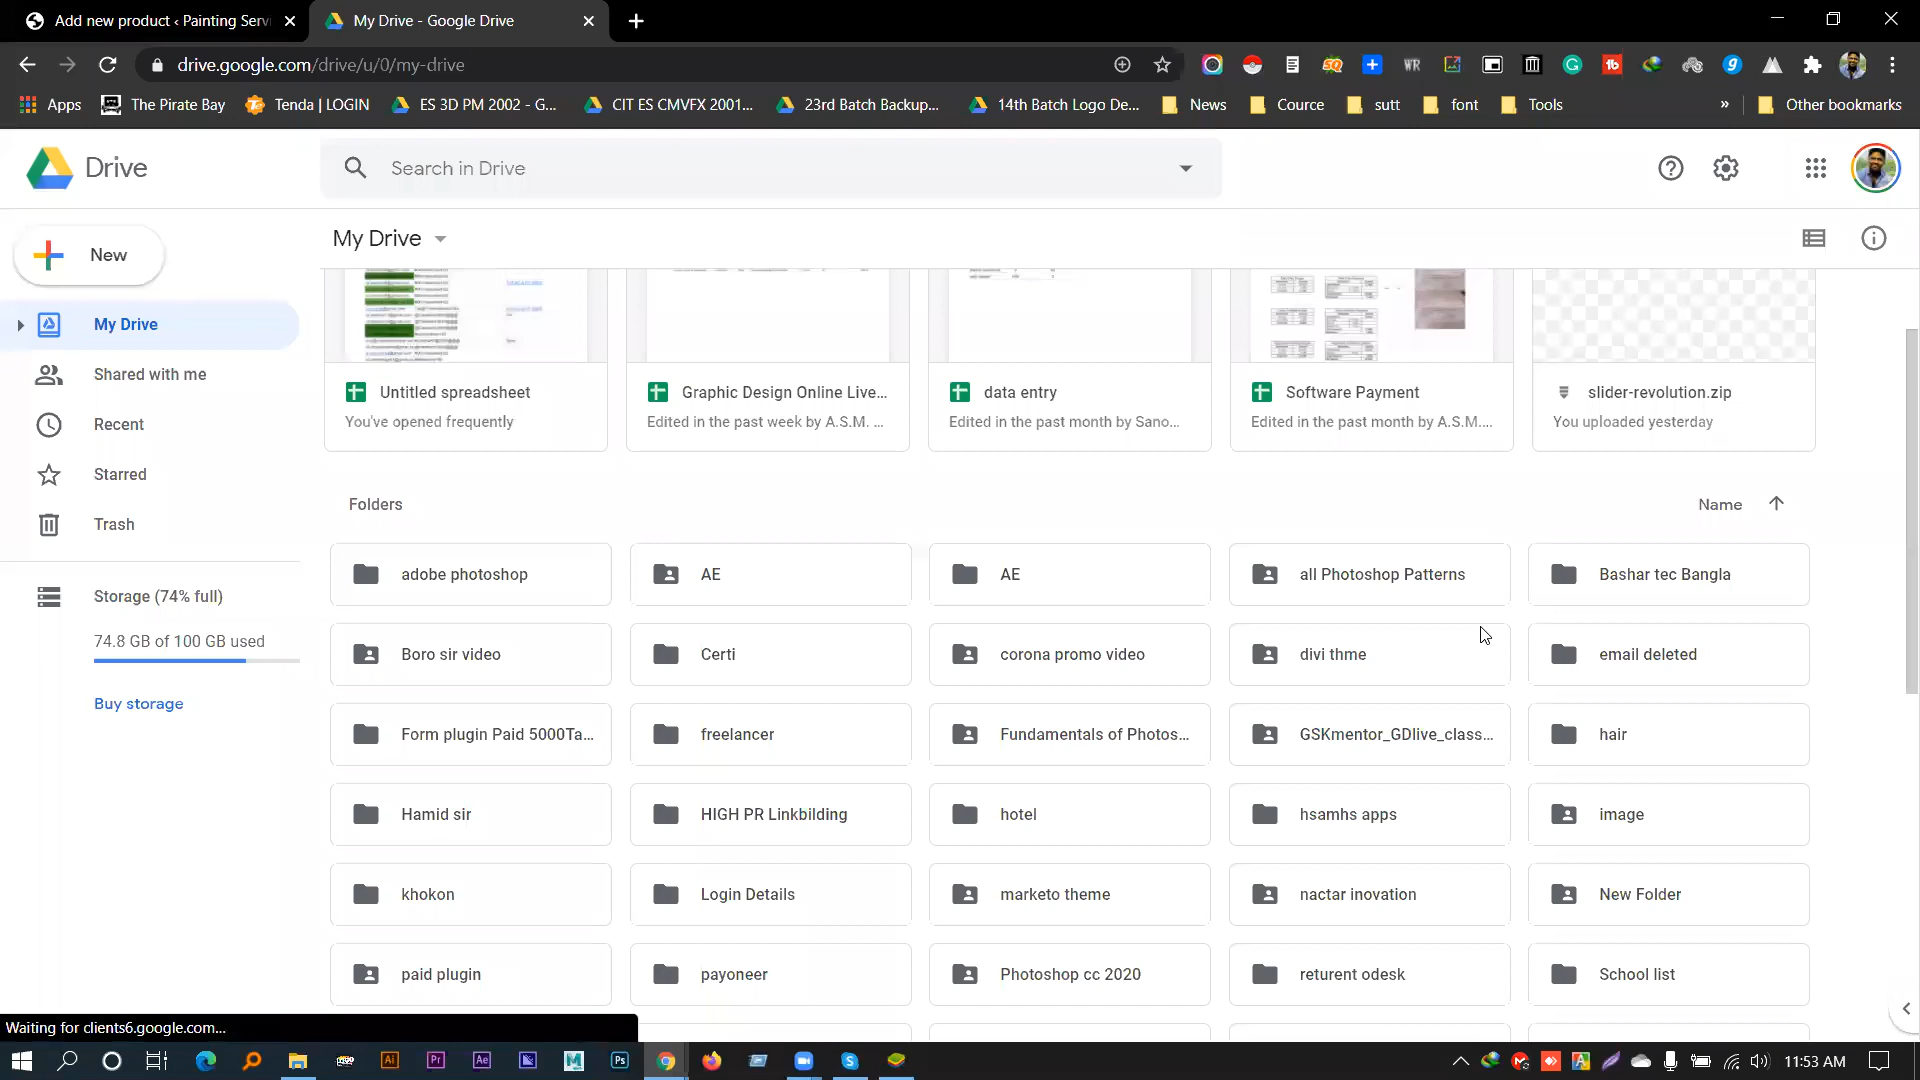 Add new product ‹ Painting Serv
My Drive - Google Drive
drive.google.com/drive/u/0/my-drive
Apps
The Pirate Bay
Tenda | LOGIN
ES 3D PM 2002 - G...
CIT ES CMVFX 2001...
23rd Batch Backup...
14th Batch Logo De...
News
Cource
sutt
font
Tools
»
Other bookmarks
Drive
Search in Drive
New
My Drive
My Drive
Shared with me
Recent
Starred
Trash
Storage (74% full)
74.8 GB of 100 GB used
Buy storage
Untitled spreadsheet
You've opened frequently
Graphic Design Online Live...
Edited in the past week by A.S.M. ...
data entry
Edited in the past month by Sano...
Software Payment
Edited in the past month by A.S.M....
slider-revolution.zip
You uploaded yesterday
Folders
Name
adobe photoshop
AE
AE
all Photoshop Patterns
Bashar tec Bangla
Boro sir video
Certi
corona promo video
divi thme
email deleted
Form plugin Paid 5000Ta...
freelancer
Fundamentals of Photos...
GSKmentor_GDlive_class...
hair
Hamid sir
HIGH PR Linkbilding
hotel
hsamhs apps
image
khokon
Login Details
marketo theme
nactar inovation
New Folder
paid plugin
payoneer
Photoshop cc 2020
returent odesk
School list
Waiting for clients6.google.com...
11:53 AM